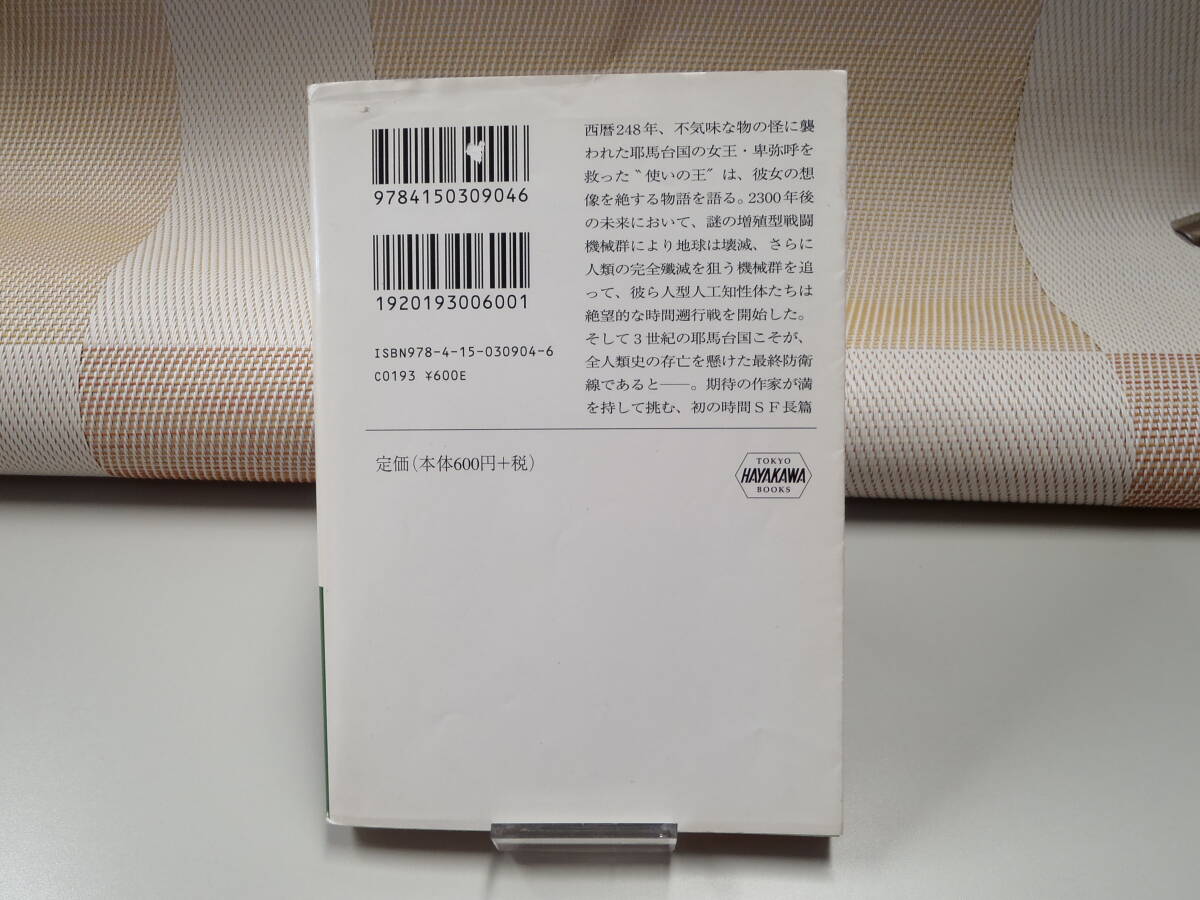 9784150309046
1920193006001
ISBN978-4-15-030904-6
C0193 ¥600E
西暦248年、不気味な物の怪に襲
われた耶馬台国の女王・卑弥呼を
救った〝使いの王〟は、彼女の想
像を絶する物語を語る。2300年後
の未来において、謎の増殖型戦闘
機械群により地球は壊滅、さらに
人類の完全殲滅を狙う機械群を追
って、彼ら人型人工知性体たちは
絶望的な時間遡行戦を開始した。
そして3世紀の耶馬台国こそが、
全人類史の存亡を懸けた最終防衛
線であると――。期待の作家が満
を持して挑む、初の時間SF長篇
定価(本体600円+税)
TOKYO
HAYAKAWA
BOOKS